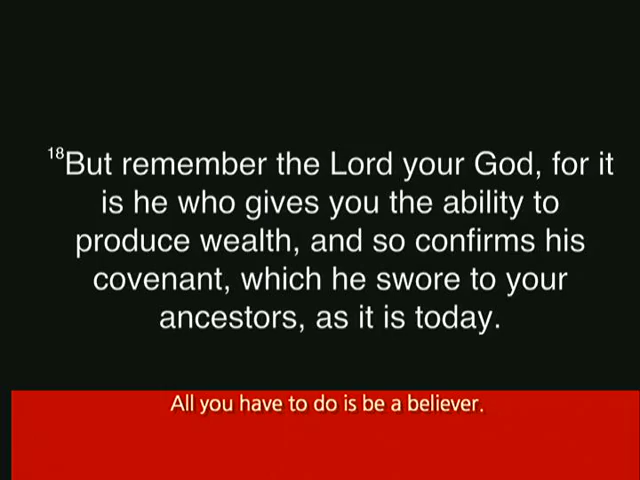 18But remember the Lord your God, for it
is he who gives you the ability to
produce wealth, and so confirms his
covenant, which he swore to your
ancestors, as it is today.
All you have to do is be a believer.